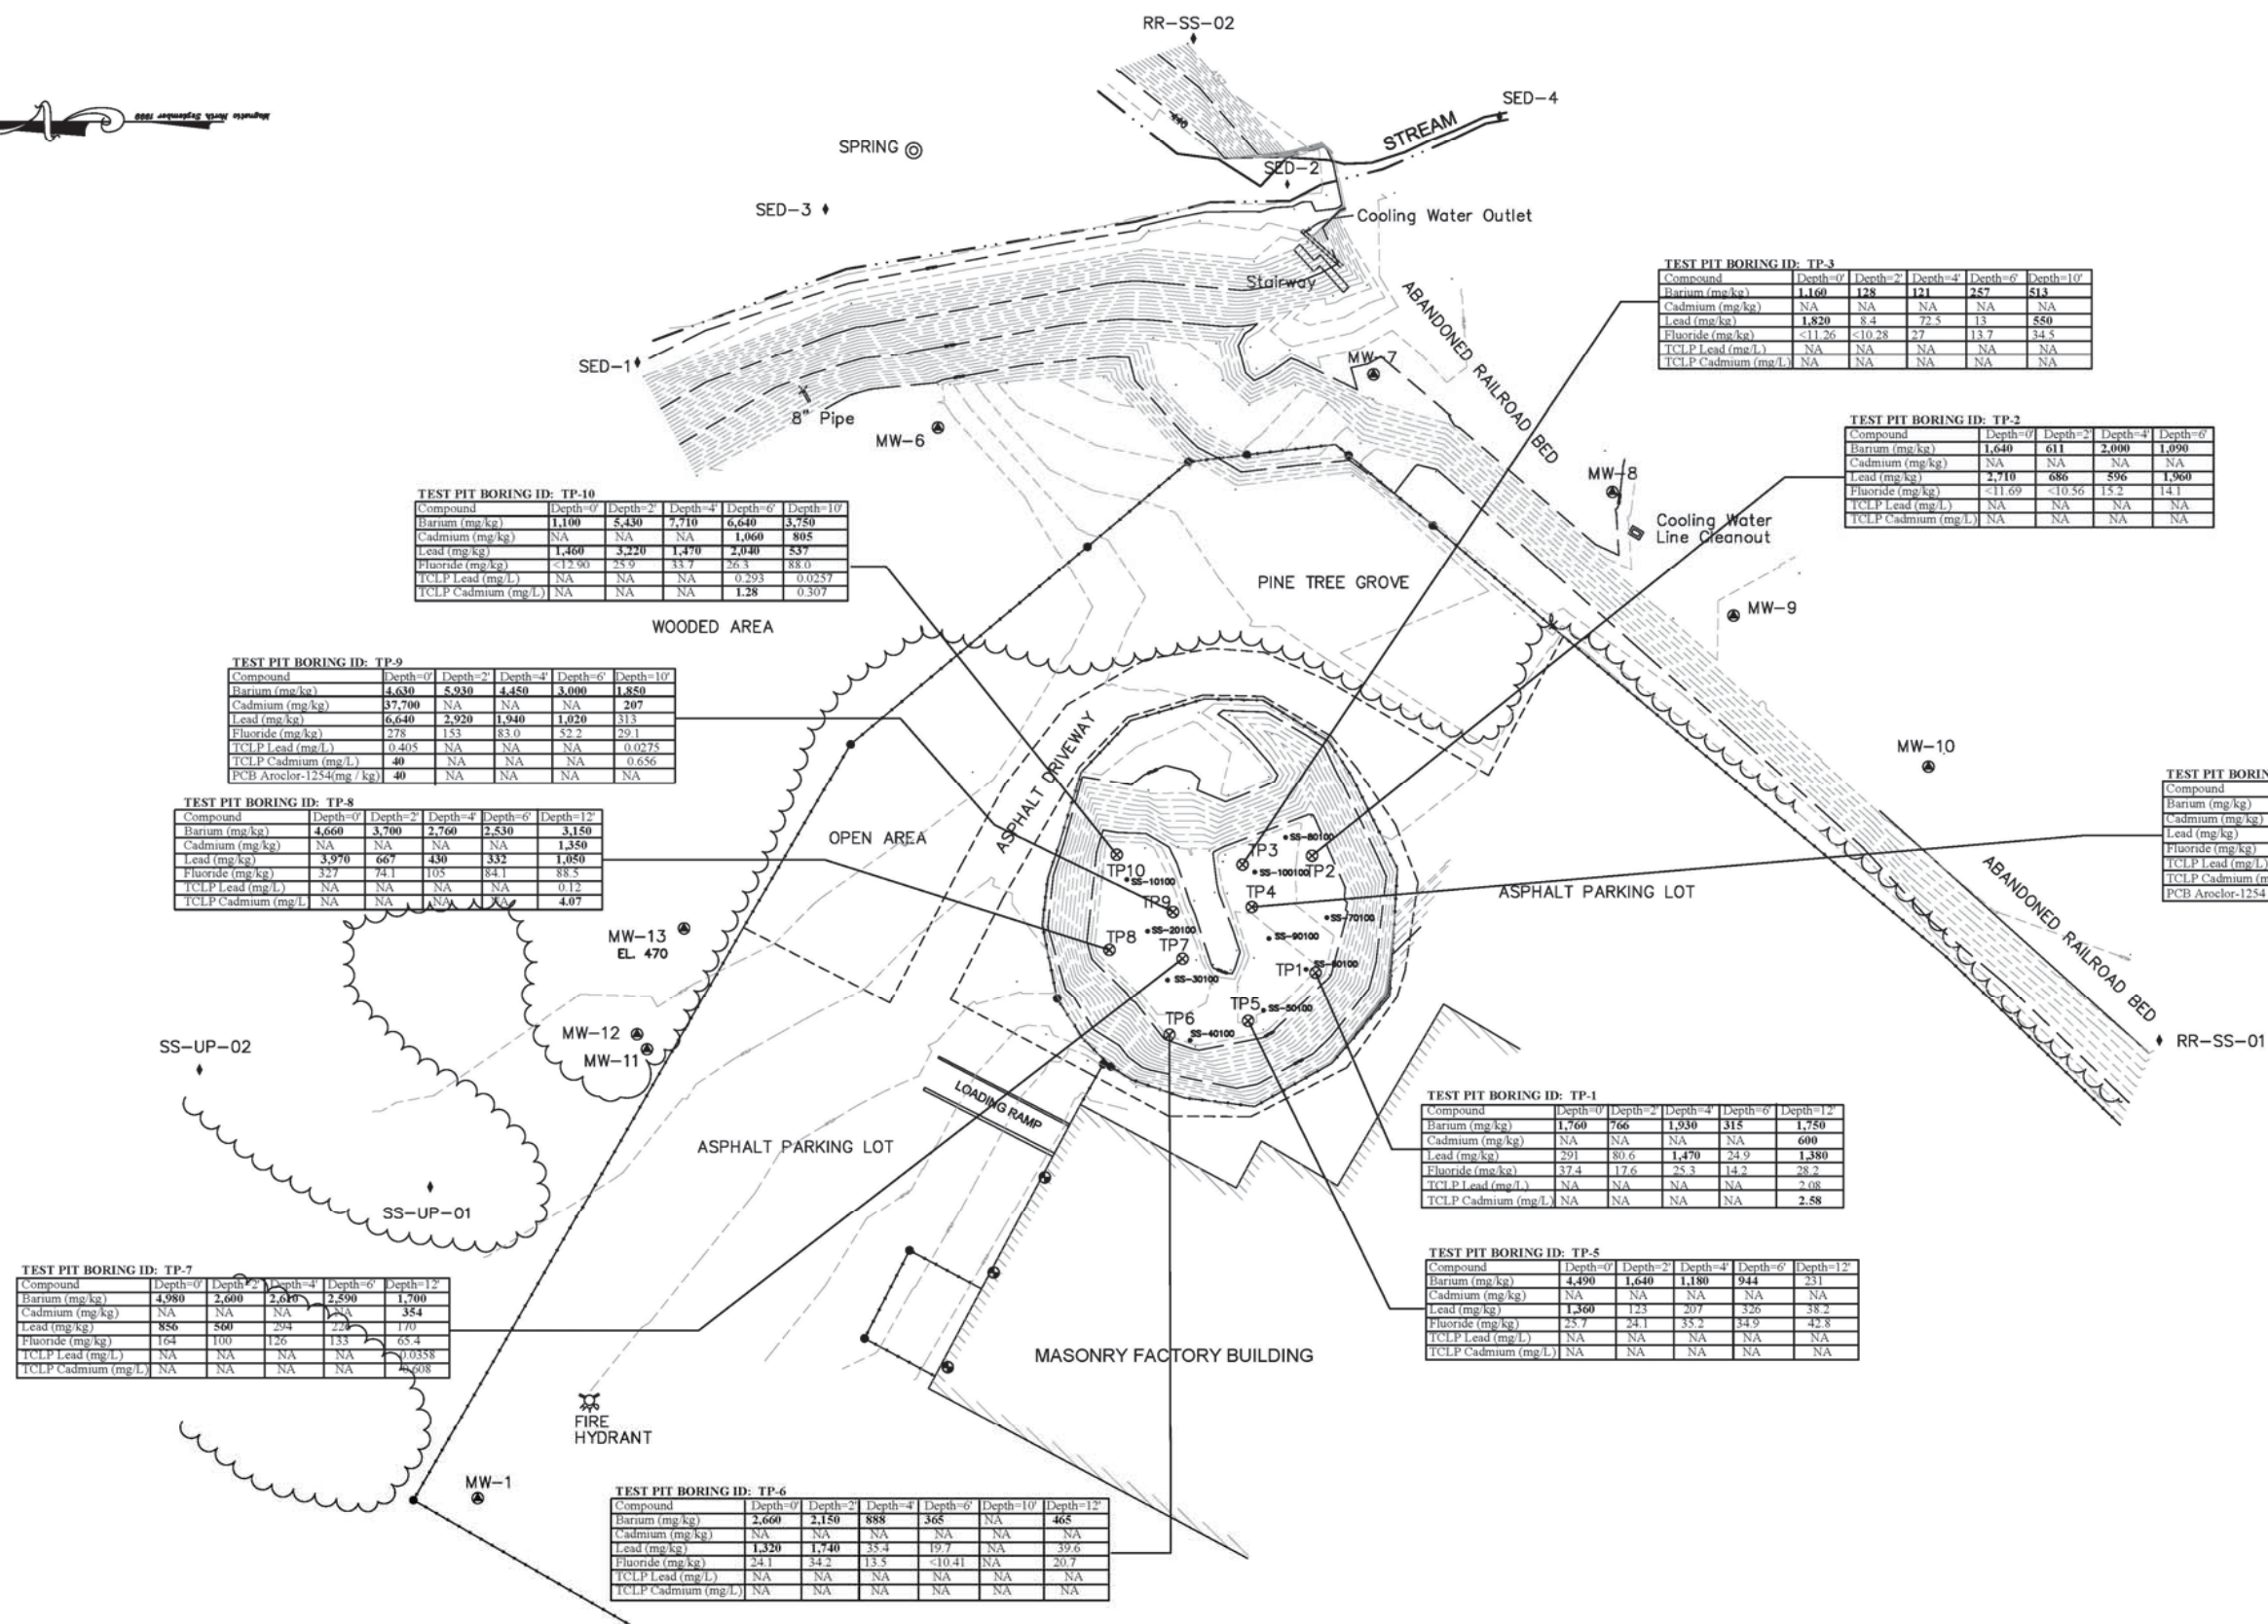 RR-SS-02
Magnetic North September 1999
SED-4
STREAM
SPRING
440
SED-2
SED-3
Cooling Water Outlet
Stairway
ABANDONED RAILROAD BED
SED-1
MW-7
8" Pipe
MW-6
MW-8
Cooling Water
Line Cleanout
PINE TREE GROVE
MW-9
WOODED AREA
MW-10
TEST PIT BORING ID: TP-3
Compound Depth=0' Depth=2' Depth=4' Depth=6' Depth=10'
Barium (mg/kg) 1,160 128 121 257 513
Cadmium (mg/kg) NA NA NA NA NA
Lead (mg/kg) 1,820 8.4 72.5 13 550
Fluoride (mg/kg) <11.26 <10.28 27 13.7 34.5
TCLP Lead (mg/L) NA NA NA NA NA
TCLP Cadmium (mg/L) NA NA NA NA NA
TEST PIT BORING ID: TP-2
Compound Depth=0' Depth=2' Depth=4' Depth=6'
Barium (mg/kg) 1,640 611 2,000 1,090
Cadmium (mg/kg) NA NA NA NA
Lead (mg/kg) 2,710 686 596 1,960
Fluoride (mg/kg) <11.69 <10.56 15.2 14.1
TCLP Lead (mg/L) NA NA NA NA
TCLP Cadmium (mg/L) NA NA NA NA
TEST PIT BORING ID: TP-10
Compound Depth=0' Depth=2' Depth=4' Depth=6' Depth=10'
Barium (mg/kg) 1,100 5,430 7,710 6,640 3,750
Cadmium (mg/kg) NA NA NA 1,060 805
Lead (mg/kg) 1,460 3,220 1,470 2,040 537
Fluoride (mg/kg) <12.90 25.9 33.7 26.3 88.0
TCLP Lead (mg/L) NA NA NA 0.293 0.0257
TCLP Cadmium (mg/L) NA NA NA 1.28 0.307
TEST PIT BORING ID: TP-9
Compound Depth=0' Depth=2' Depth=4' Depth=6' Depth=10'
Barium (mg/kg) 4,630 5,930 4,450 3,000 1,850
Cadmium (mg/kg) 37,700 NA NA NA 207
Lead (mg/kg) 6,640 2,920 1,940 1,020 313
Fluoride (mg/kg) 278 153 83.0 52.2 29.1
TCLP Lead (mg/L) 0.405 NA NA NA 0.0275
TCLP Cadmium (mg/L) 40 NA NA NA 0.656
PCB Aroclor-1254(mg / kg) 40 NA NA NA NA
TEST PIT BORING ID: TP-8
Compound Depth=0' Depth=2' Depth=4' Depth=6' Depth=12'
Barium (mg/kg) 4,660 3,700 2,760 2,530 3,150
Cadmium (mg/kg) NA NA NA NA 1,350
Lead (mg/kg) 3,970 667 430 332 1,050
Fluoride (mg/kg) 327 74.1 105 84.1 88.5
TCLP Lead (mg/L) NA NA NA NA 0.12
TCLP Cadmium (mg/L NA NA NA NA 4.07
TEST PIT BORIN
Compound
Barium (mg/kg)
Cadmium (mg/kg)
Lead (mg/kg)
Fluoride (mg/kg)
TCLP Lead (mg/L)
TCLP Cadmium (m
PCB Aroclor-1254
ASPHALT DRIVEWAY
OPEN AREA
SS-80100
TP3
TP2
TP10
SS-10100
SS-100100
TP4
TP9
SS-70100
SS-20100
TP8
TP7
SS-90100
SS-30100
TP1
SS-60100
TP5
SS-50100
TP6
SS-40100
ASPHALT PARKING LOT
ABANDONED RAILROAD BED
RR-SS-01
MW-13
EL. 470
MW-12
MW-11
SS-UP-02
SS-UP-01
LOADING RAMP
ASPHALT PARKING LOT
TEST PIT BORING ID: TP-1
Compound Depth=0' Depth=2' Depth=4' Depth=6' Depth=12'
Barium (mg/kg) 1,760 766 1,930 315 1,750
Cadmium (mg/kg) NA NA NA NA 600
Lead (mg/kg) 291 80.6 1,470 24.9 1,380
Fluoride (mg/kg) 37.4 17.6 25.3 14.2 28.2
TCLP Lead (mg/L) NA NA NA NA 2.08
TCLP Cadmium (mg/L) NA NA NA NA 2.58
TEST PIT BORING ID: TP-5
Compound Depth=0' Depth=2' Depth=4' Depth=6' Depth=12'
Barium (mg/kg) 4,490 1,640 1,180 944 231
Cadmium (mg/kg) NA NA NA NA NA
Lead (mg/kg) 1,360 123 207 326 38.2
Fluoride (mg/kg) 25.7 24.1 35.2 34.9 42.8
TCLP Lead (mg/L) NA NA NA NA NA
TCLP Cadmium (mg/L) NA NA NA NA NA
TEST PIT BORING ID: TP-7
Compound Depth=0' Depth=2' Depth=4' Depth=6' Depth=12'
Barium (mg/kg) 4,980 2,600 2,610 2,590 1,700
Cadmium (mg/kg) NA NA NA NA 354
Lead (mg/kg) 856 560 294 170
Fluoride (mg/kg) 164 100 126 133 65.4
TCLP Lead (mg/L) NA NA NA NA 0.0358
TCLP Cadmium (mg/L) NA NA NA NA 0.608
MASONRY FACTORY BUILDING
FIRE
HYDRANT
MW-1
TEST PIT BORING ID: TP-6
Compound Depth=0' Depth=2' Depth=4' Depth=6' Depth=10' Depth=12'
Barium (mg/kg) 2,660 2,150 888 365 NA 465
Cadmium (mg/kg) NA NA NA NA NA NA
Lead (mg/kg) 1,320 1,740 35.4 19.7 NA 39.6
Fluoride (mg/kg) 24.1 34.2 13.5 <10.41 NA 20.7
TCLP Lead (mg/L) NA NA NA NA NA NA
TCLP Cadmium (mg/L) NA NA NA NA NA NA